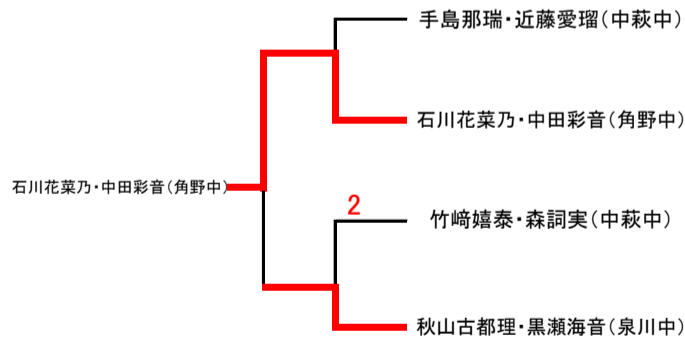 手島那瑞・近藤愛瑠(中萩中)
石川花菜乃・中田彩音(角野中)
石川花菜乃・中田彩音(角野中)
2
竹﨑嬉泰・森詞実(中萩中)
秋山古都理・黒瀬海音(泉川中)